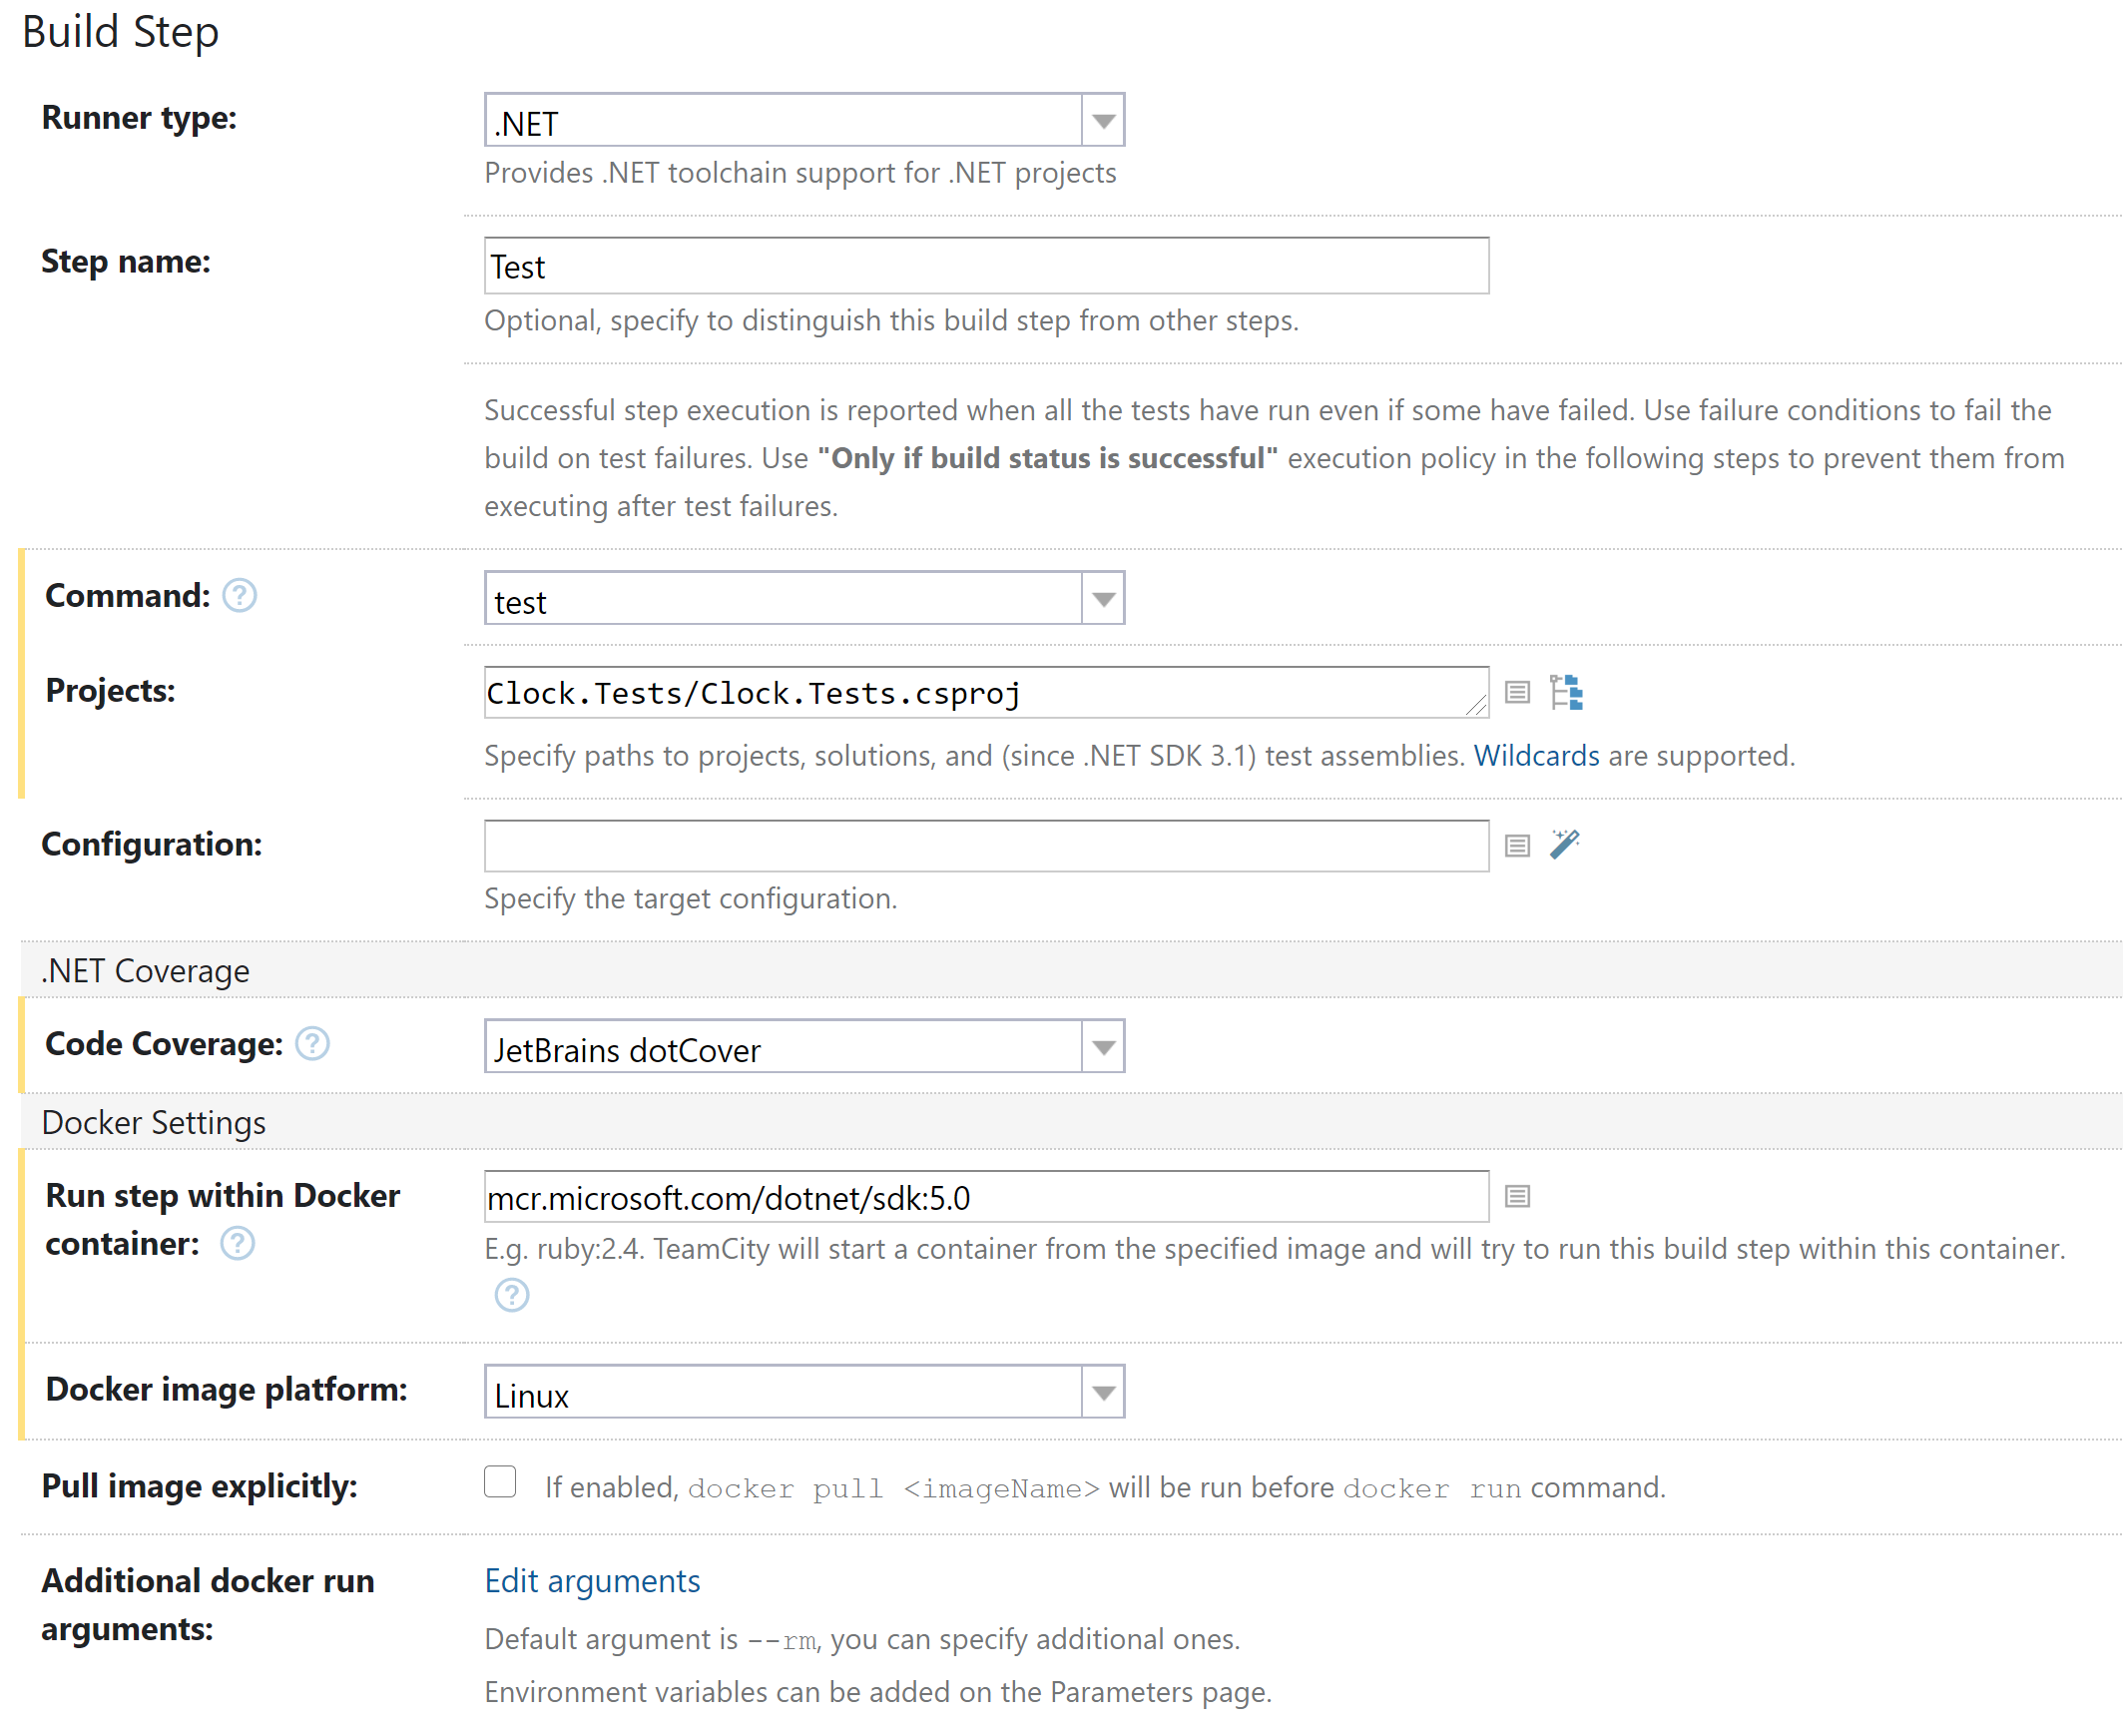 Build Step
Runner type:
.NET
Provides .NET toolchain support for .NET projects
Step name:
Test
Optional, specify to distinguish this build step from other steps.
Successful step execution is reported when all the tests have run even if some have failed. Use failure conditions to fail the
build on test failures. Use "Only if build status is successful" execution policy in the following steps to prevent them from
executing after test failures.
Command: ?
test
Projects:
Clock.Tests/Clock.Tests.csproj
Specify paths to projects, solutions, and (since .NET SDK 3.1) test assemblies. Wildcards are supported.
Configuration:
Specify the target configuration.
.NET Coverage
Code Coverage: ?
JetBrains dotCover
Docker Settings
Run step within Docker
container: ?
mcr.microsoft.com/dotnet/sdk:5.0
E.g. ruby:2.4. TeamCity will start a container from the specified image and will try to run this build step within this container.
?
Docker image platform:
Linux
Pull image explicitly:
If enabled, docker pull <imageName> will be run before docker run command.
Additional docker run
arguments:
Edit arguments
Default argument is --rm, you can specify additional ones.
Environment variables can be added on the Parameters page.